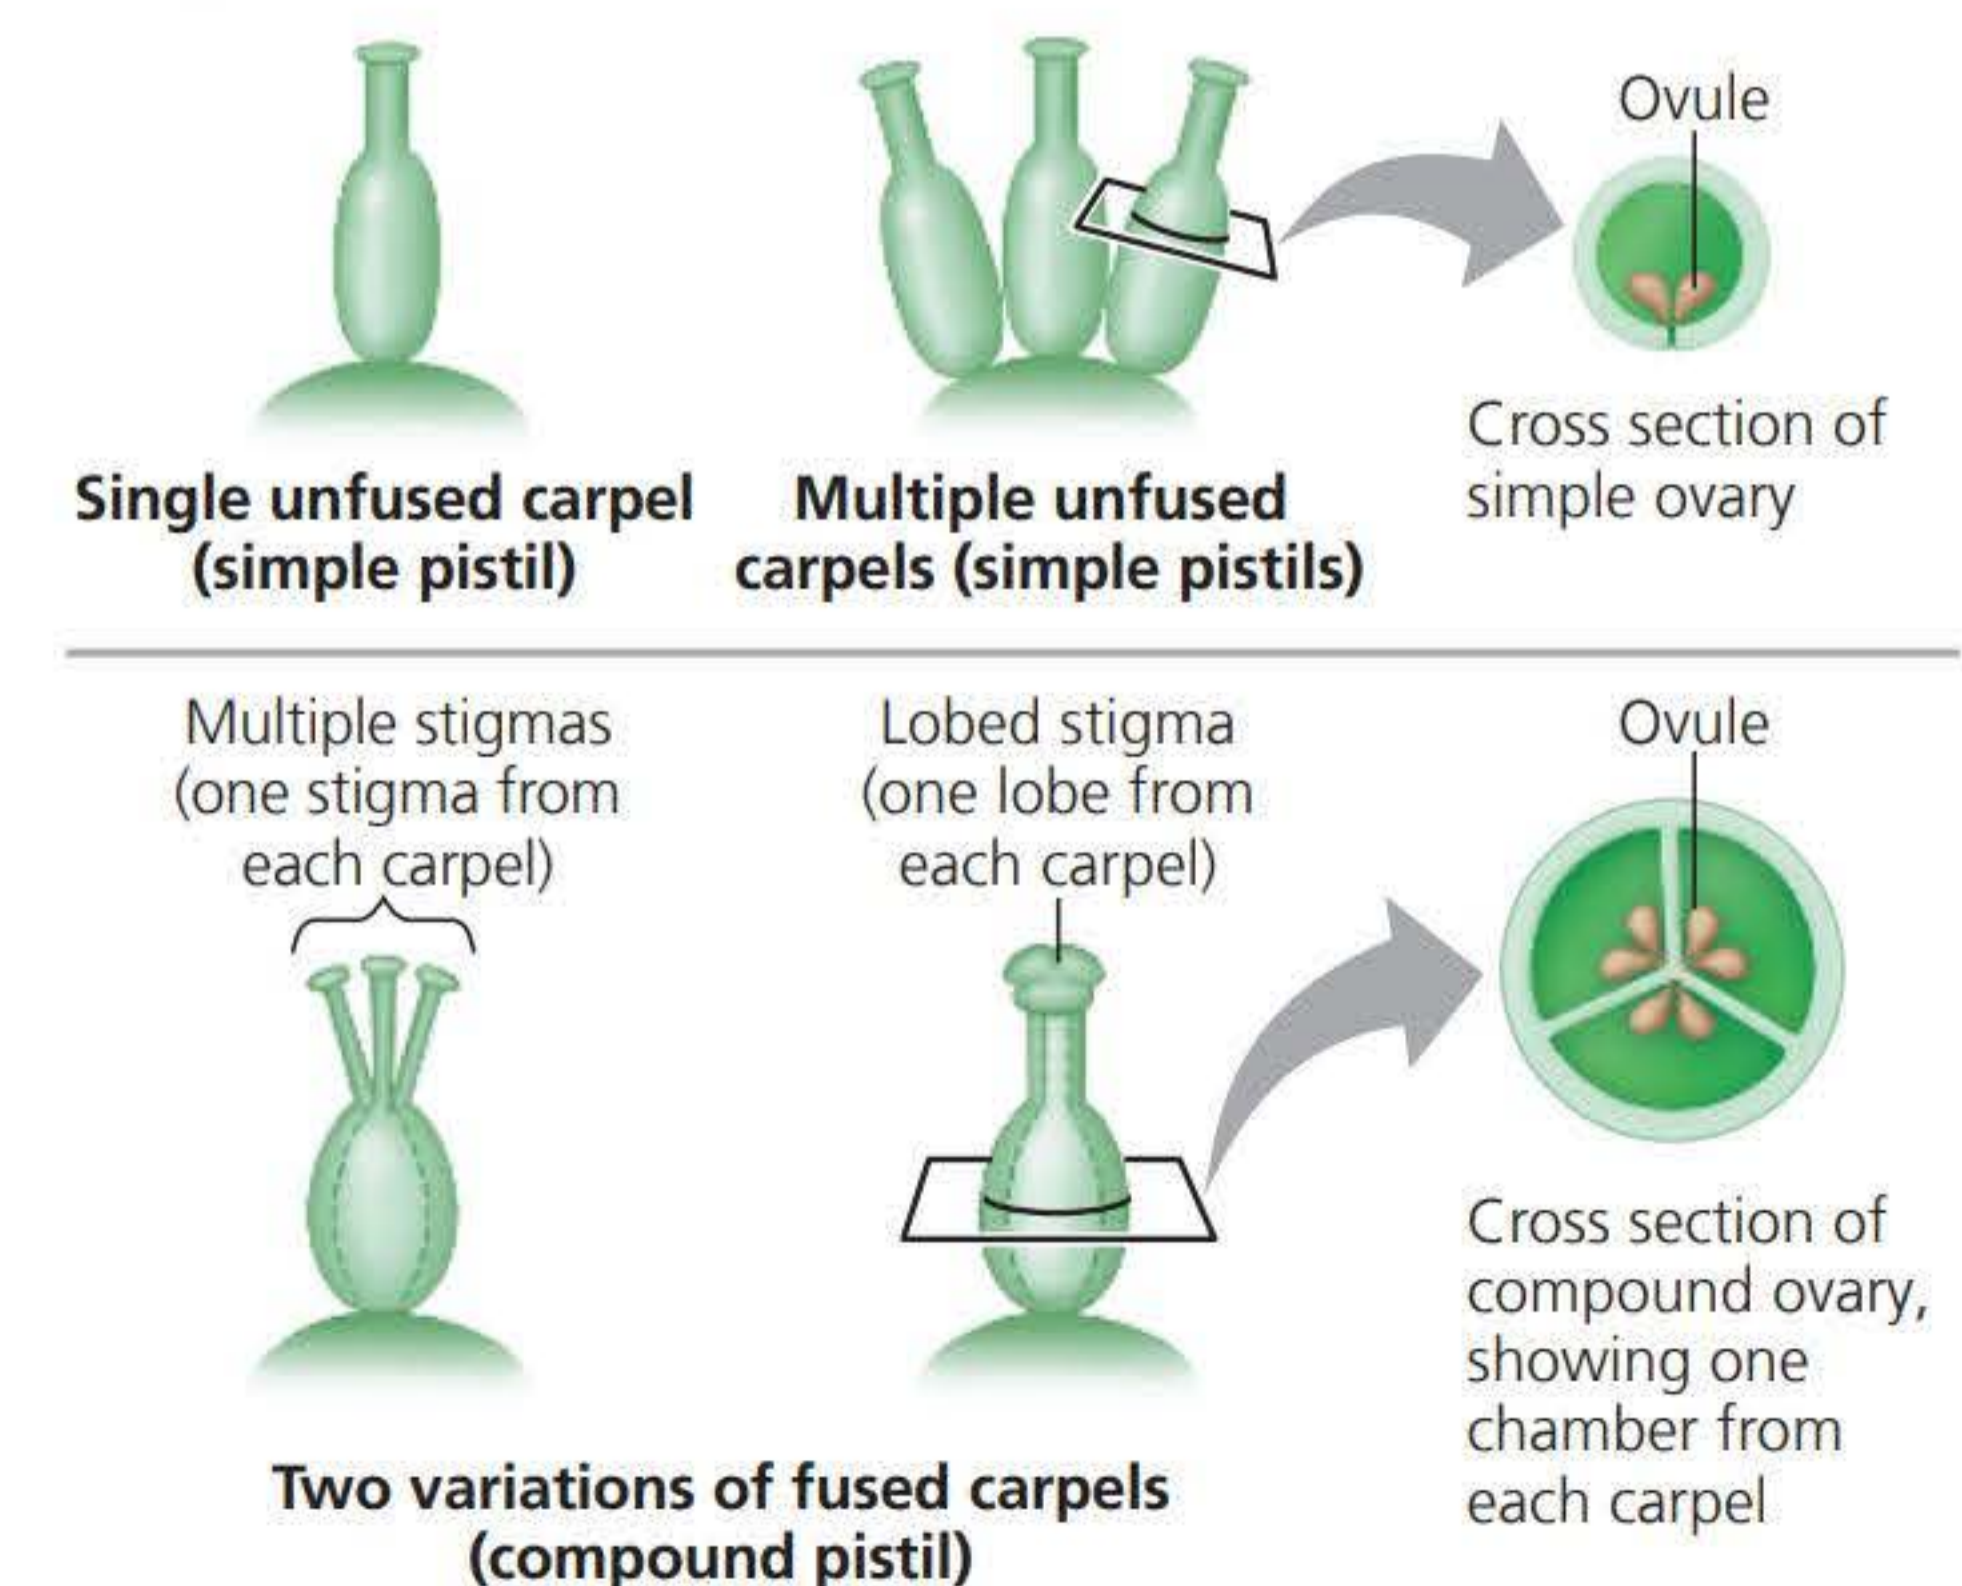 Ovule
Single unfused carpel
(simple pistil)
Multiple unfused
carpels (simple pistils)
Cross section of
simple ovary
Multiple stigmas
(one stigma from
each carpel)
Lobed stigma
(one lobe from
each carpel)
Ovule
Two variations of fused carpels
(compound pistil)
Cross section of
compound ovary,
showing one
chamber from
each carpel